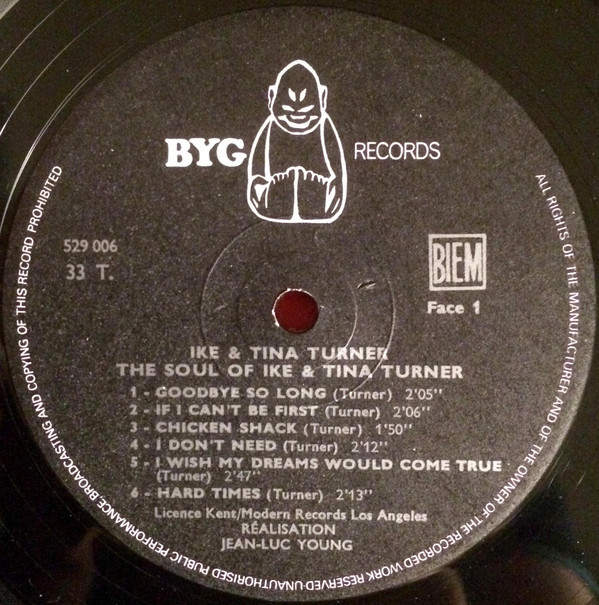 BYG RECORDS
529 006
33 T.
BIEM
Face 1
IKE & TINA TURNER
THE SOUL OF IKE & TINA TURNER
1 - GOODBYE SO LONG (Turner) 2'05''
2 - IF I CAN'T BE FIRST (Turner) 2'06''
3 - CHICKEN SHACK (Turner) 1'50''
4 - I DON'T NEED (Turner) 2'12''
5 - I WISH MY DREAMS WOULD COME TRUE
(Turner) 2'47''
6 - HARD TIMES (Turner) 2'13''
Licence Kent/Modern Records Los Angeles
RÉALISATION
JEAN-LUC YOUNG
ALL RIGHTS OF THE MANUFACTURER AND OF THE OWNER OF THE RECORDED WORK RESERVED·UNAUTHORISED PUBLIC PERFORMANCE, BROADCASTING AND COPYING OF THIS RECORD PROHIBITED